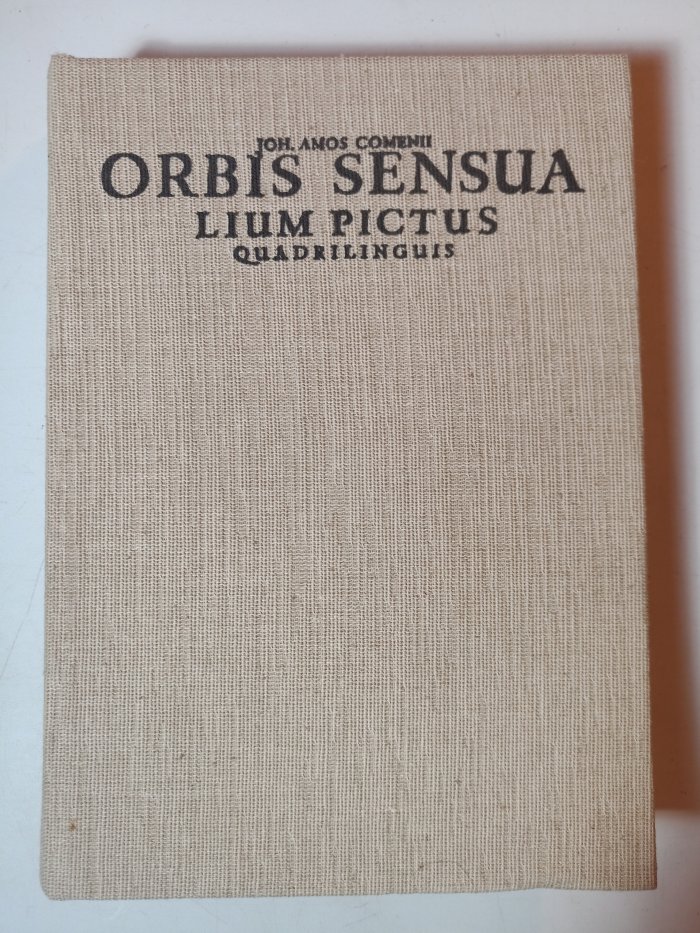 JOH. AMOS COMENII
ORBIS SENSUA
LIUM PICTUS
QUADRILINGUIS